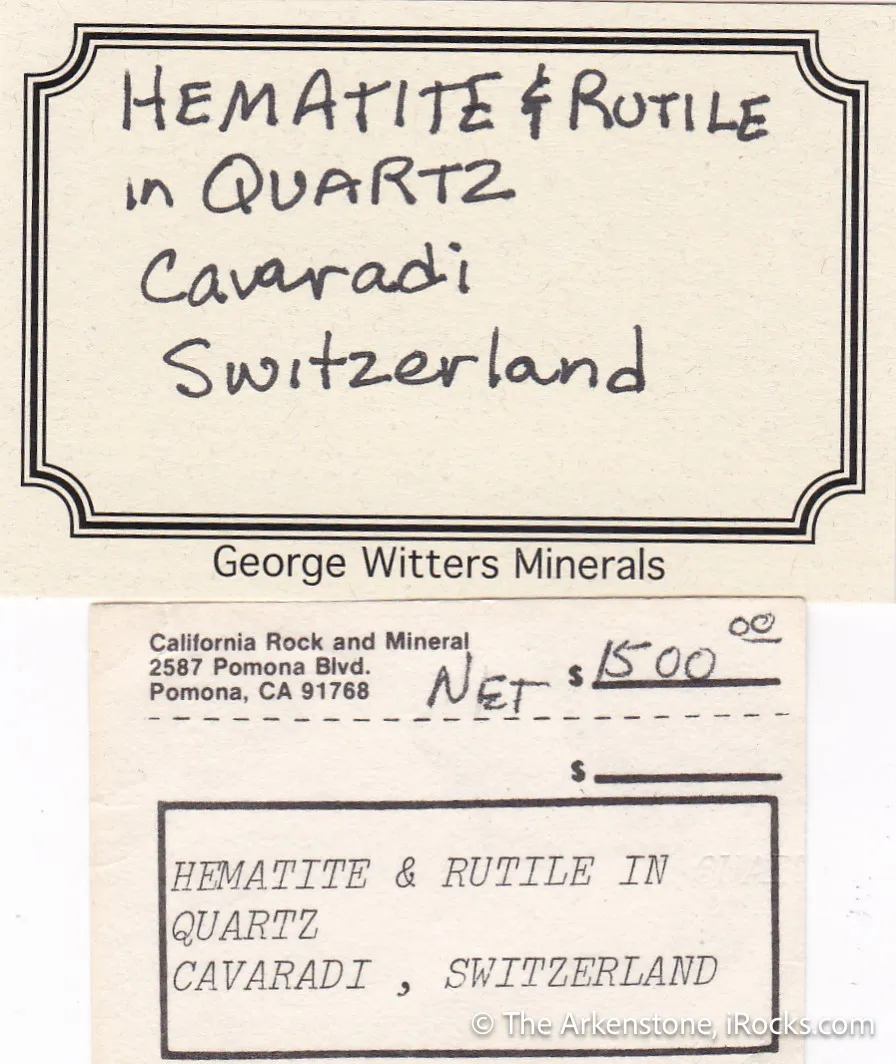 HEMATITE & RUTILE
in QUARTZ
Cavaradi
Switzerland
George Witters Minerals
California Rock and Mineral
2587 Pomona Blvd.
Pomona, CA 91768
NET $ 1500 00
$
HEMATITE & RUTILE IN
QUARTZ
CAVARADI , SWITZERLAND
© The Arkenstone, iRocks.com